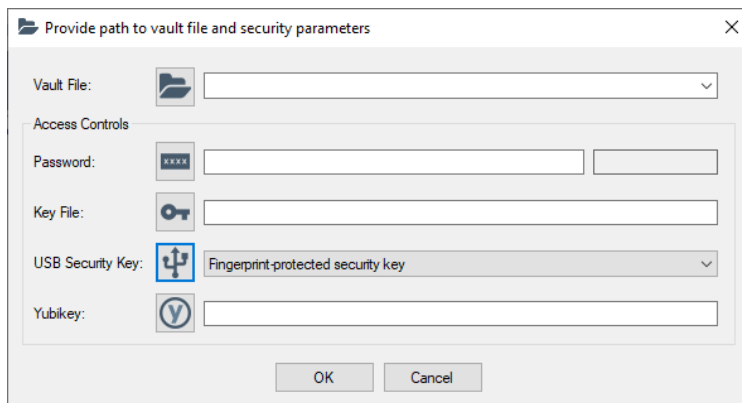 Provide path to vault file and security parameters
Vault File:
Access Controls
Password: xxxx
Key File:
USB Security Key: Fingerprint-protected security key
Yubikey: y
OK Cancel